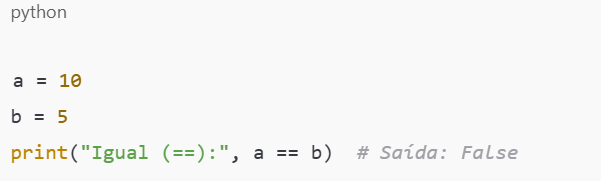 python
a = 10
b = 5
print("Igual (==):", a == b)  # Saída: False